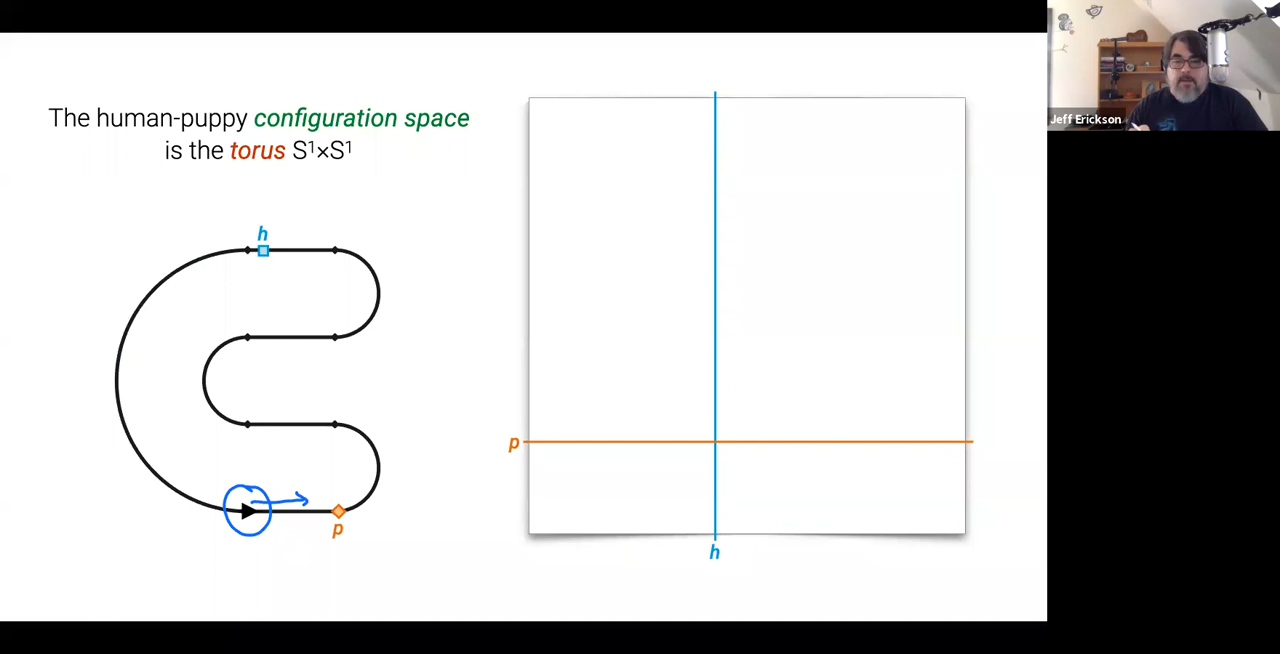 The human-puppy configuration space
is the torus S¹×S¹
h
p
p
h
Jeff Erickson